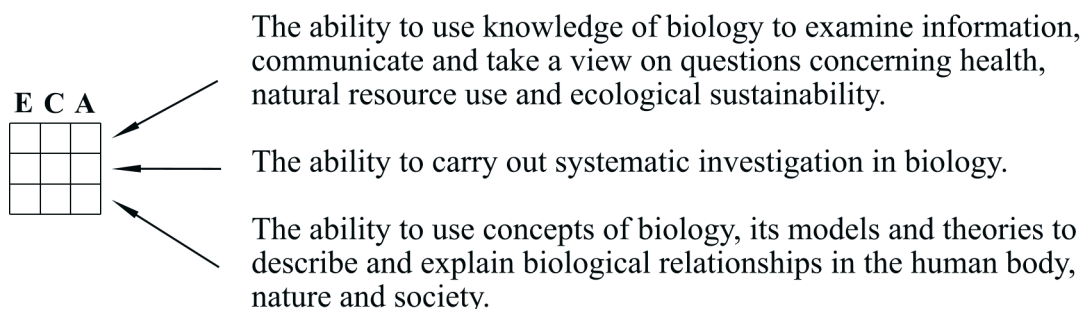 The ability to use knowledge of biology to examine information,
communicate and take a view on questions concerning health,
natural resource use and ecological sustainability.
E C A
The ability to carry out systematic investigation in biology.
The ability to use concepts of biology, its models and theories to
describe and explain biological relationships in the human body,
nature and society.